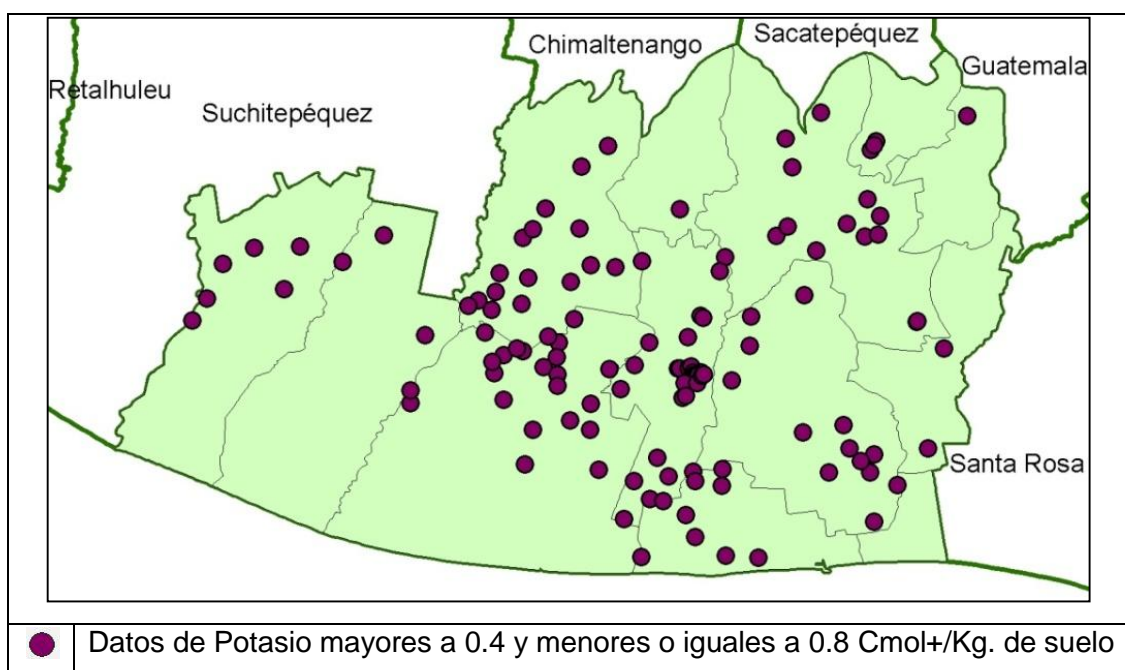 Sacatepéquez
Chimaltenango
Guatemala
Retalhuleu
Suchitepéquez
Santa Rosa
Datos de Potasio mayores a 0.4 y menores o iguales a 0.8 Cmol+/Kg. de suelo